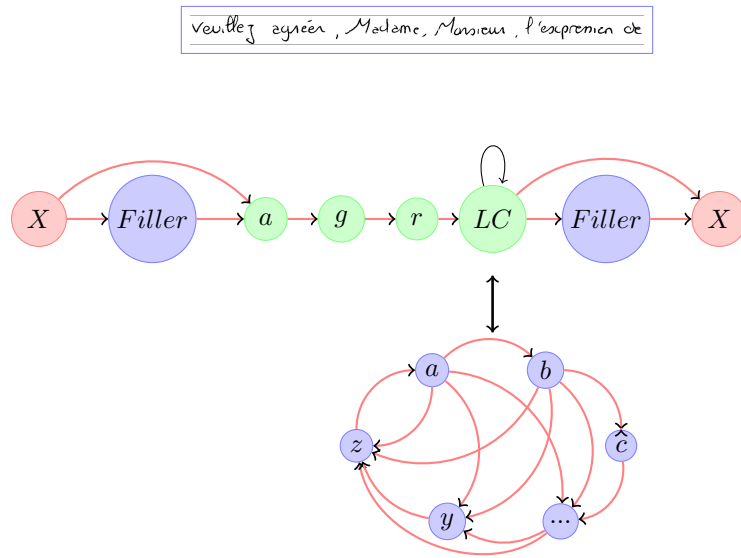 veuillez agréer, Madame, Monsieur, l'expression de
X Filler a g r LC Filler X
a b
z c
y ...